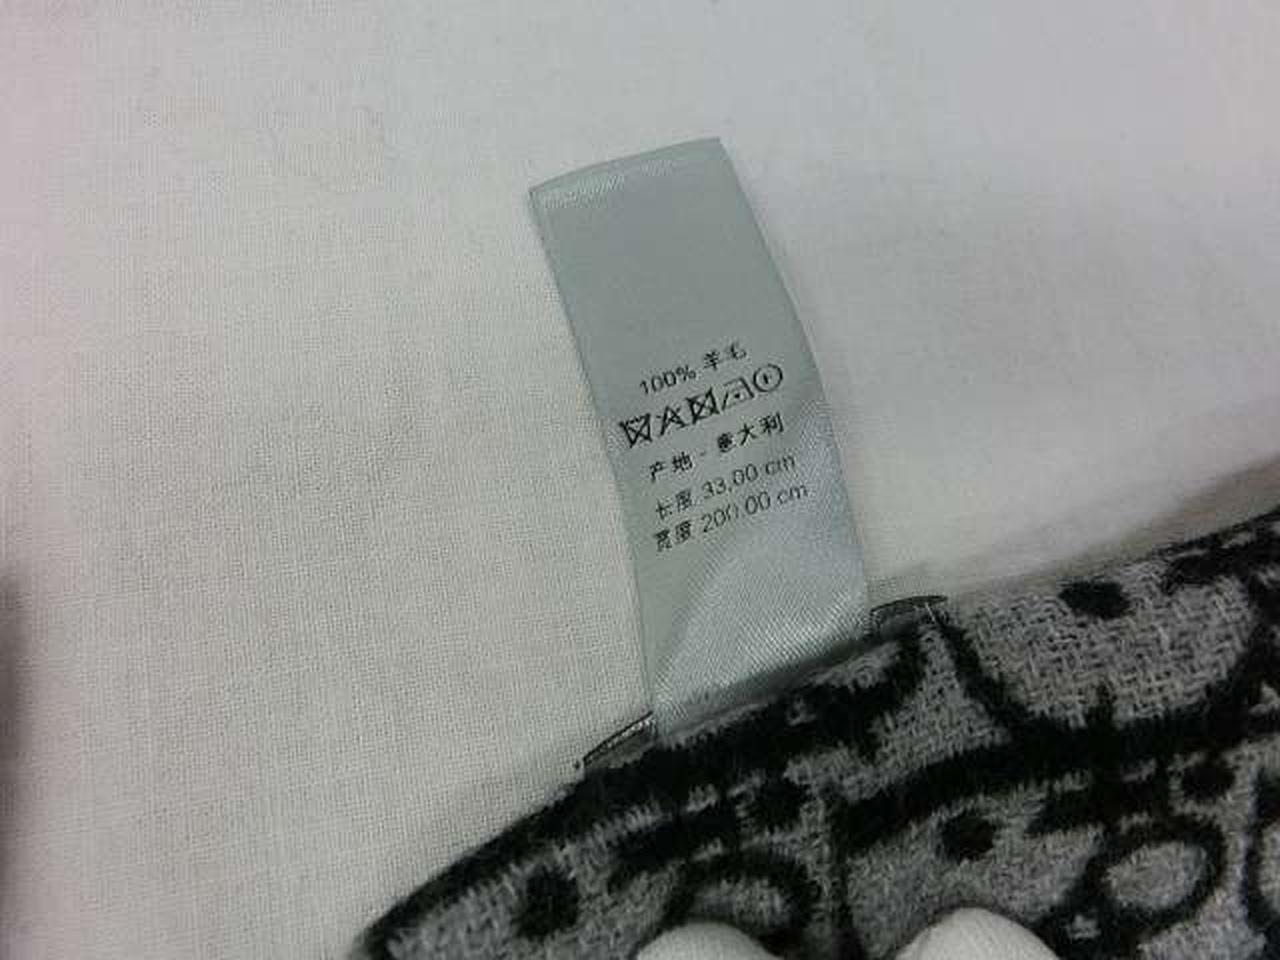 100% 羊毛
产地 - 意大利
长度 33,00 cm
宽度 200,00 cm